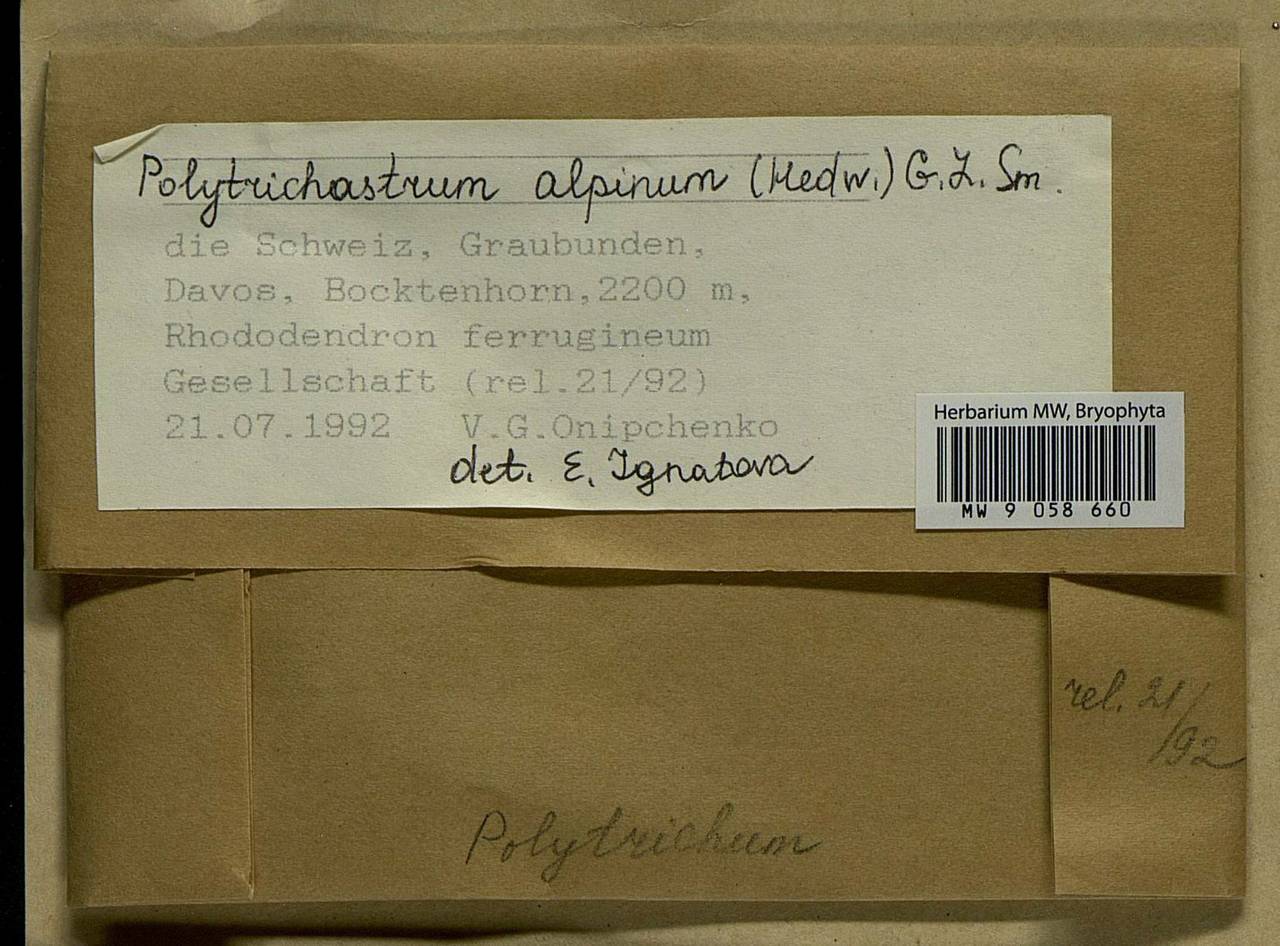 Polytrichastrum alpinum (Hedw.) G.L. Sm.
die Schweiz, Graubunden,
Davos, Bocktenhorn,2200 m,
Rhododendron ferrugineum
Gesellschaft (rel.21/92)
21.07.1992 V.G.Onipchenko
det. E. Ignatova
Herbarium MW, Bryophyta
MW 9 058 660
rel. 21/
92
Polytrichum